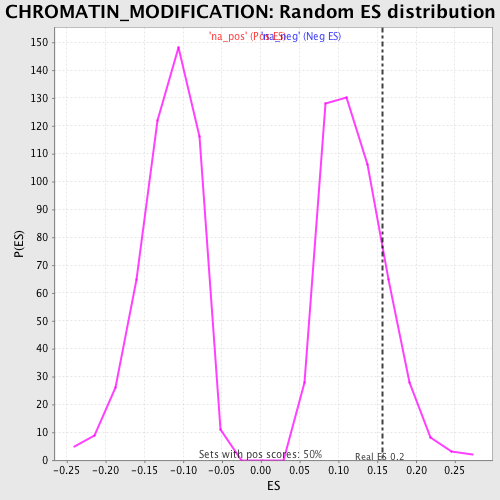 CHROMATIN_MODIFICATION: Random ES distribution
'na_pos' (Pos ES) 'na_neg' (Neg ES)
150
140
130
120
110
100
90
80
70
60
50
40
30
20
10
0
P(ES)
Sets with pos scores: 50%
Real ES 0.2
-0.25 -0.20 -0.15 -0.10 -0.05 0.00 0.05 0.10 0.15 0.20 0.25
ES